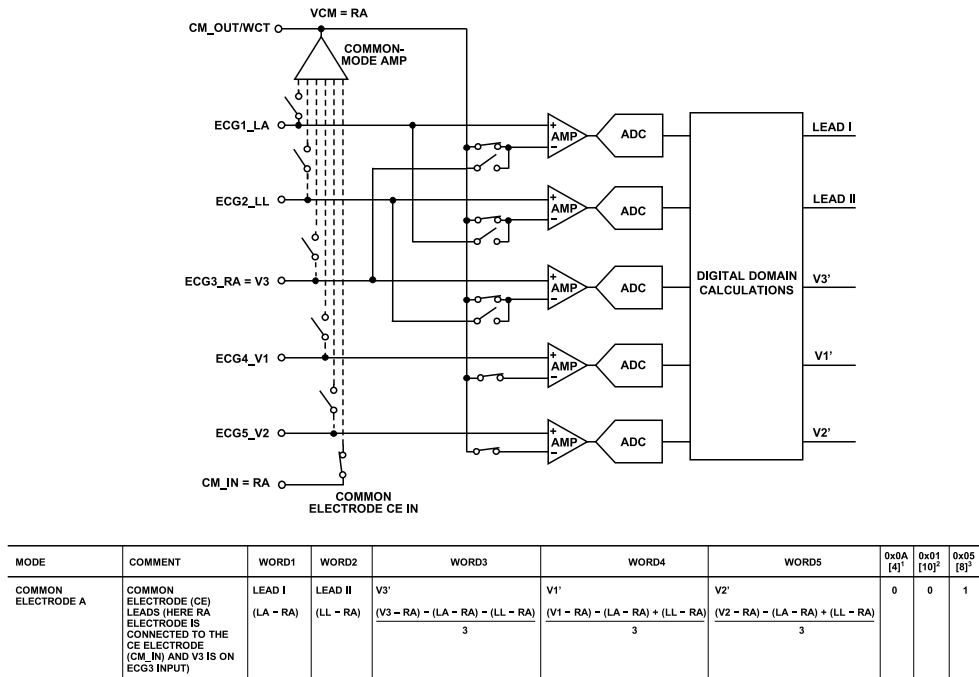 VCM = RA
CM_OUT/WCT
COMMON-
MODE AMP
ECG1_LA
+
AMP
–
ADC
LEAD I
ECG2_LL
+
AMP
–
ADC
LEAD II
ECG3_RA = V3
+
AMP
–
ADC
DIGITAL DOMAIN
CALCULATIONS
V3'
ECG4_V1
+
AMP
–
ADC
V1'
ECG5_V2
+
AMP
–
ADC
V2'
CM_IN = RA
COMMON
ELECTRODE CE IN
MODE COMMENT WORD1 WORD2 WORD3 WORD4 WORD5 0x0A [4]1 0x01 [10]2 0x05 [8]3
COMMON
ELECTRODE A
COMMON
ELECTRODE (CE)
LEADS (HERE RA
ELECTRODE IS
CONNECTED TO THE
CE ELECTRODE
(CM_IN) AND V3 IS ON
ECG3 INPUT)
LEAD I
(LA – RA)
LEAD II
(LL – RA)
V3'
(V3 – RA) – (LA – RA) – (LL – RA)
3
V1'
(V1 – RA) – (LA – RA) + (LL – RA)
3
V2'
(V2 – RA) – (LA – RA) + (LL – RA)
3
0
0
1